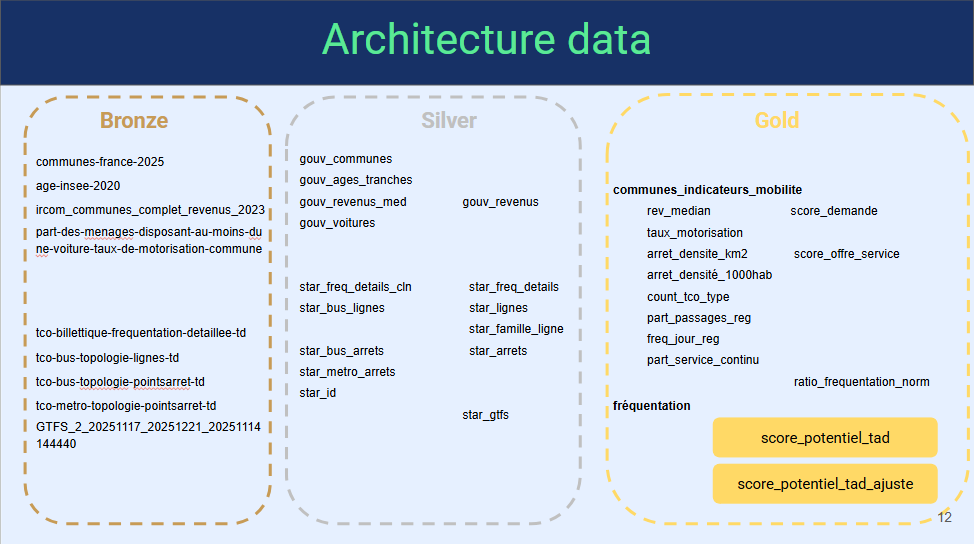 Architecture data
Bronze
communes-france-2025
age-insee-2020
ircom_communes_complet_revenus_2023
part-des-menages-disposant-au-moins-du
ne-voiture-taux-de-motorisation-commune
tco-billettique-frequentation-detaillee-td
tco-bus-topologie-lignes-td
tco-bus-topologie-pointsarret-td
tco-metro-topologie-pointsarret-td
GTFS_2_20251117_20251221_20251114
144440
Silver
gouv_communes
gouv_ages_tranches
gouv_revenus_med gouv_revenus
gouv_voitures
star_freq_details_cln star_freq_details
star_bus_lignes star_lignes
star_famille_ligne
star_bus_arrets star_arrets
star_metro_arrets
star_id
star_gtfs
Gold
communes_indicateurs_mobilite
rev_median score_demande
taux_motorisation
arret_densite_km2 score_offre_service
arret_densité_1000hab
count_tco_type
part_passages_reg
freq_jour_reg
part_service_continu
ratio_frequentation_norm
fréquentation
score_potentiel_tad
score_potentiel_tad_ajuste
12